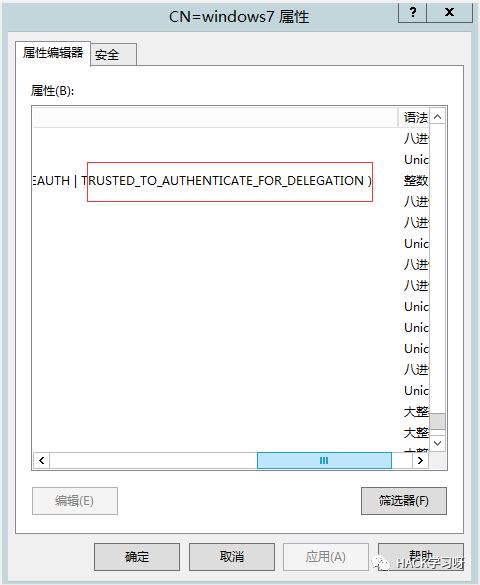 CN=windows7 属性
? x
属性编辑器
安全
属性(B):
语法
八进
Unic
EAUTH | TRUSTED_TO_AUTHENTICATE_FOR_DELEGATION )
整数
八进
八进
Unic
八进
八进
Unic
Unic
Unic
八进
Unic
大整
大整
编辑(E)
筛选器(F)
确定
取消
应用(A)
帮助
HACK学习呀